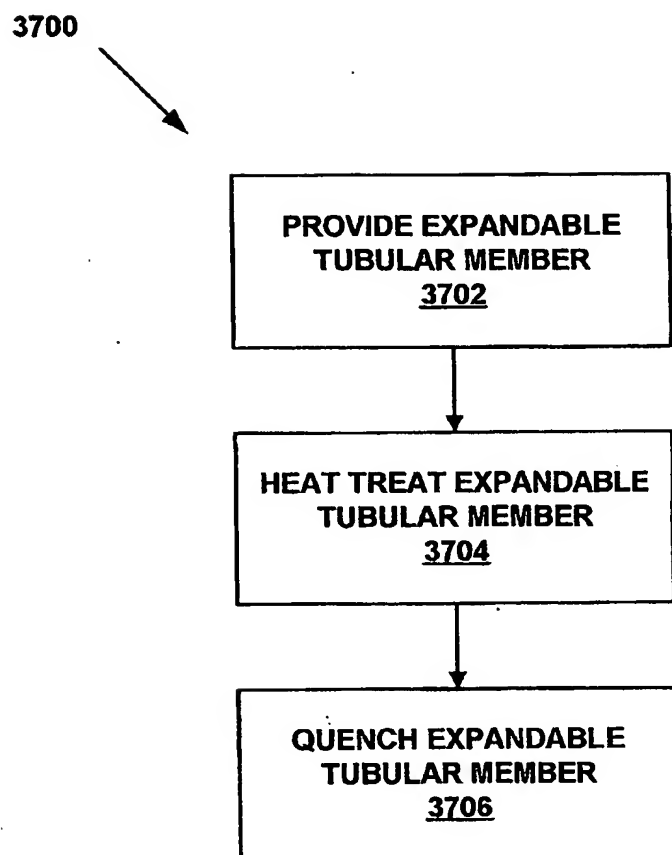 3700
PROVIDE EXPANDABLE
TUBULAR MEMBER
3702
HEAT TREAT EXPANDABLE
TUBULAR MEMBER
3704
QUENCH EXPANDABLE
TUBULAR MEMBER
3706